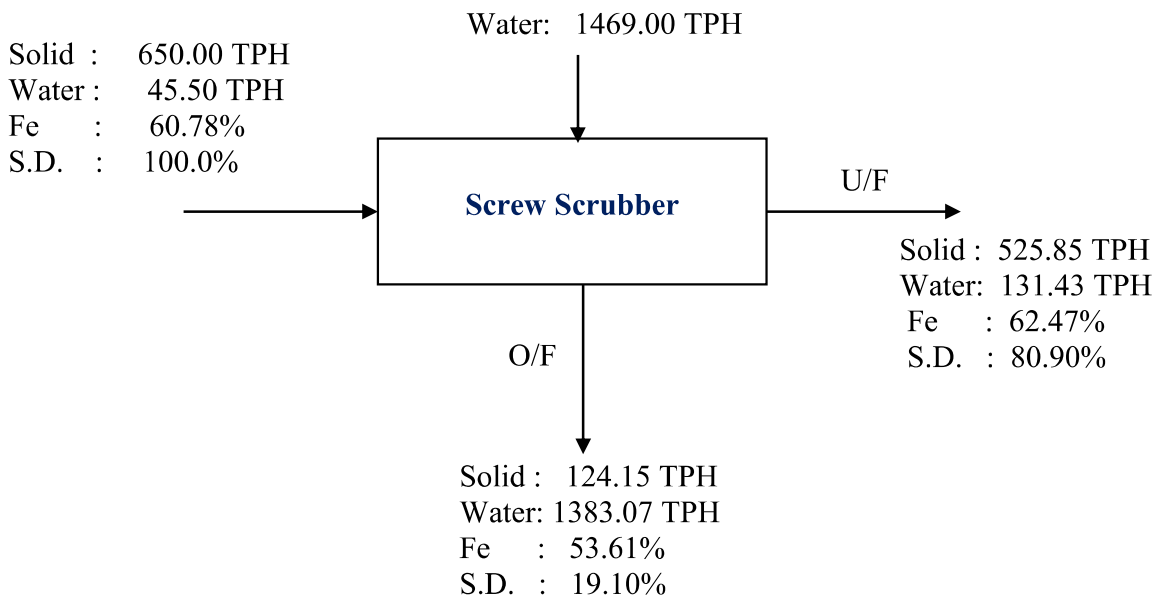 Water: 1469.00 TPH
Solid : 650.00 TPH
Water : 45.50 TPH
Fe : 60.78%
S.D. : 100.0%
Screw Scrubber
U/F
Solid : 525.85 TPH
Water: 131.43 TPH
Fe : 62.47%
S.D. : 80.90%
O/F
Solid : 124.15 TPH
Water: 1383.07 TPH
Fe : 53.61%
S.D. : 19.10%